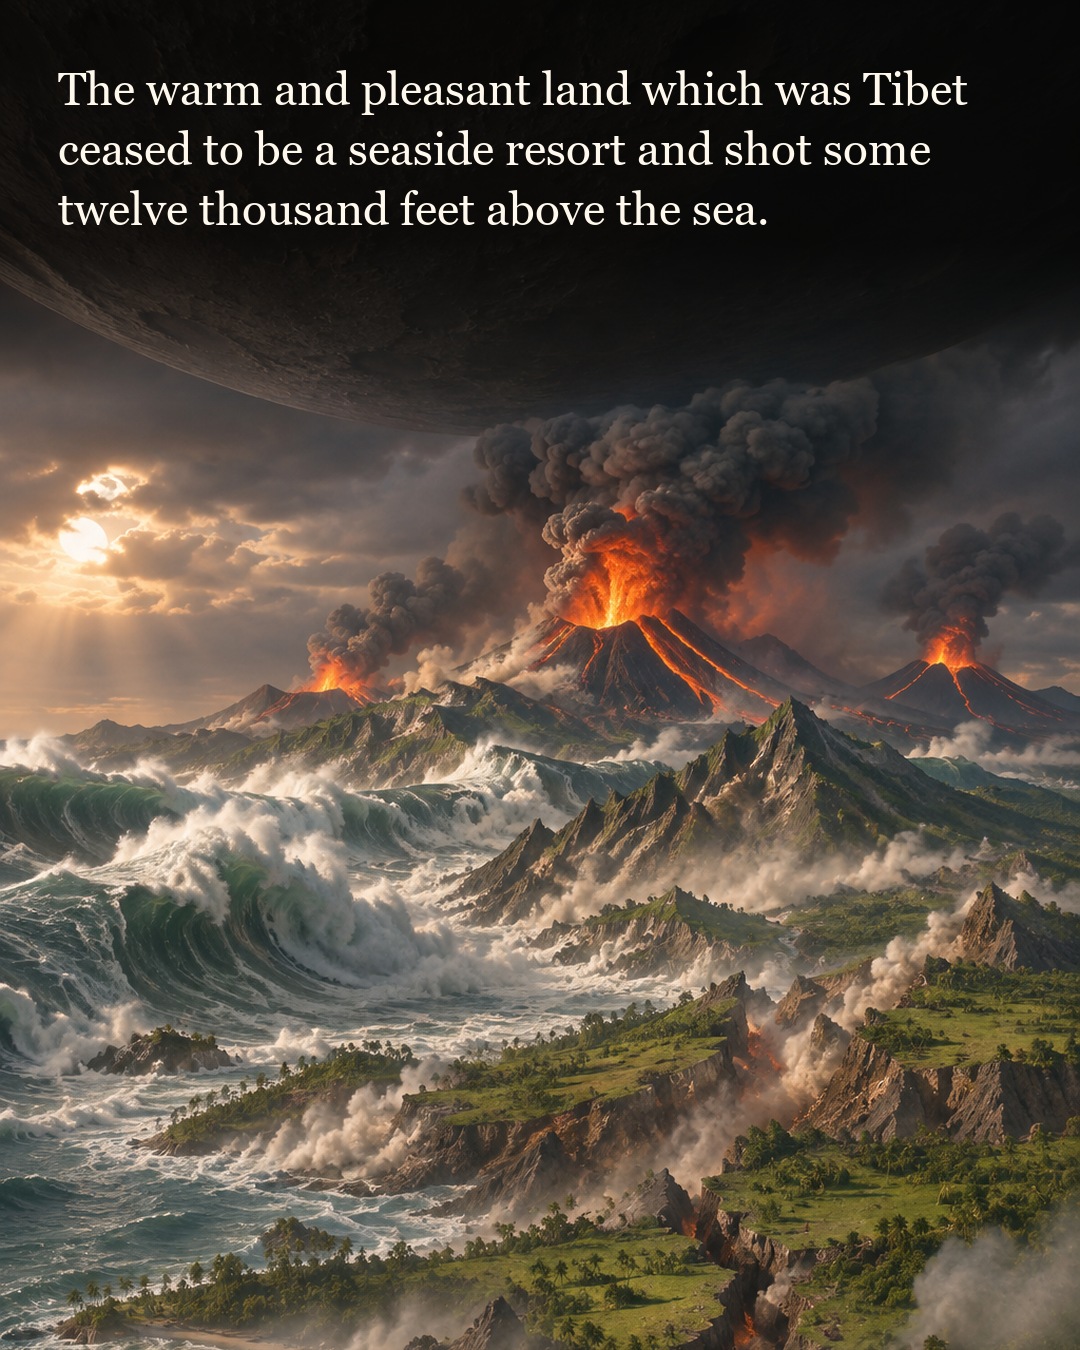 The warm and pleasant land which was Tibet
ceased to be a seaside resort and shot some
twelve thousand feet above the sea.